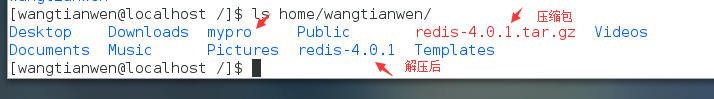 [wangtianwen@localhost /]$ ls home/wangtianwen/ 压缩包
Desktop Downloads mypro Public redis-4.0.1.tar.gz Videos
Documents Music Pictures redis-4.0.1 Templates
[wangtianwen@localhost /]$ 解压后